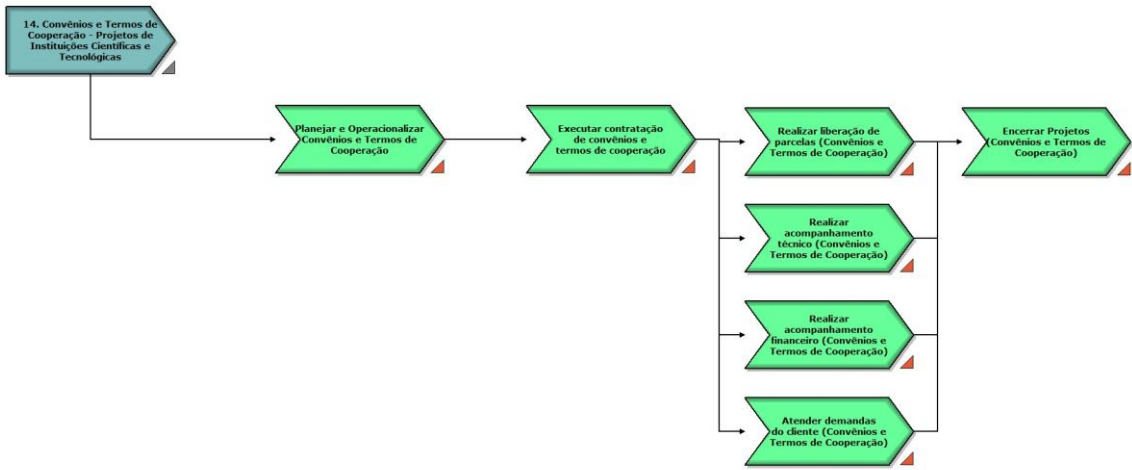 14. Convênios e Termos de
Cooperação - Projetos de
Instituições Científicas e
Tecnológicas
Planejar e Operacionalizar
Convênios e Termos de
Cooperação
Executar contratação
de convênios e
termos de cooperação
Realizar liberação de
parcelas (Convênios e
Termos de Cooperação)
Encerrar Projetos
(Convênios e Termos de
Cooperação)
Realizar
acompanhamento
técnico (Convênios e
Termos de Cooperação)
Realizar
acompanhamento
financeiro (Convênios e
Termos de Cooperação)
Atender demandas
do cliente (Convênios e
Termos de Cooperação)